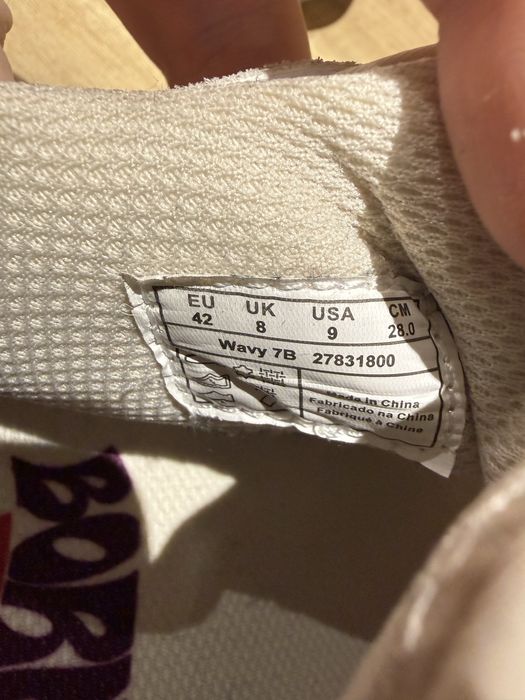 EU UK USA CM
42 8 9 28.0
Wavy 7B 27831800
Made in China
Fabricado na China
Fabriqué à Chine
BOB